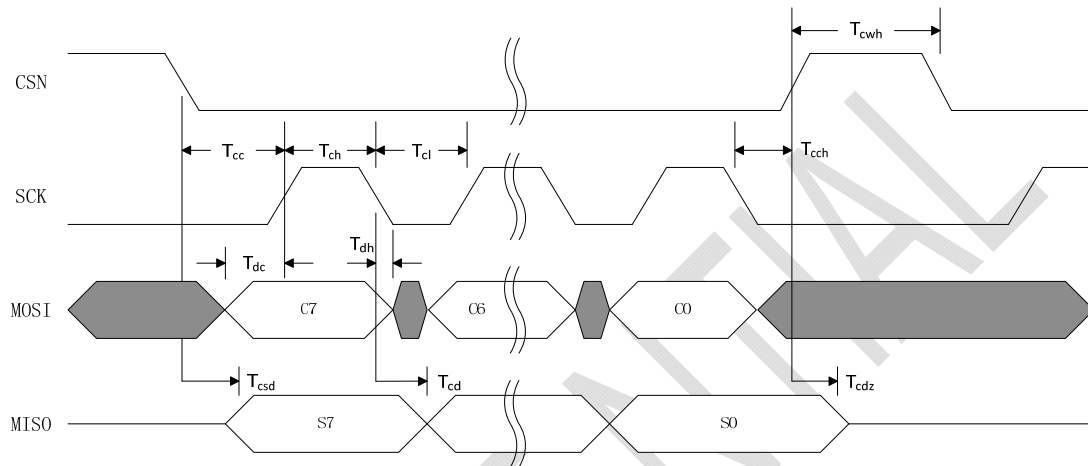 Tcwh
CSN
Tcc Tch Tcl Tcch
SCK
Tdh
Tdc
MOSI C7 C6 C0
Tcsd Tcd Tcdz
MISO S7 S0
NTIAL